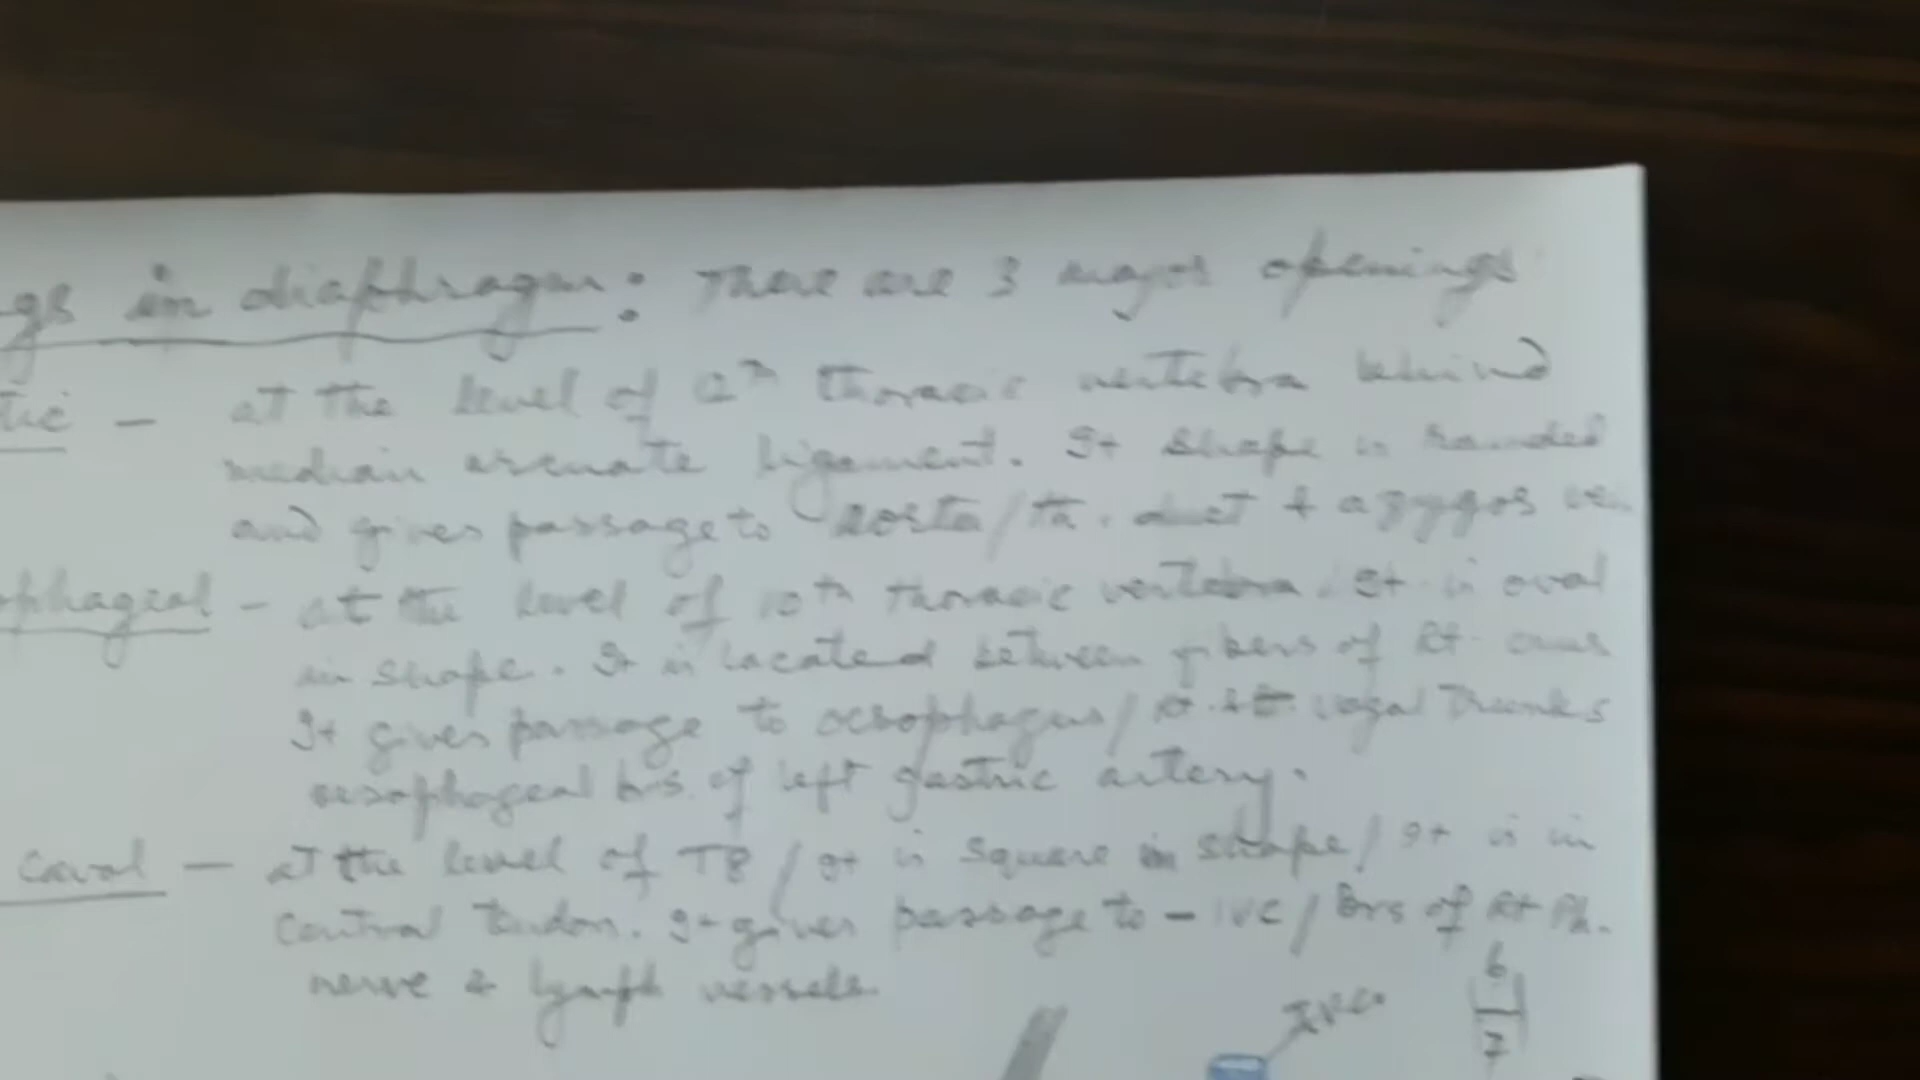 gs in diaphragm: There are 3 major openings
tic - at the level of 12th thoracic vertebra behind
median arcuate ligament. It shape is rounded
and gives passage to aorta / th. duct & azygos
ophageal - at the level of 10th thoracic vertebra. It is oval
in shape. It is located between fibers of Rt. crus
It gives passage to oesophagus / vagal Trunks
oesophageal brs. of left gastric artery.
caval - at the level of T8 / It is square in shape / It is in
Central tendon. It gives passage to - IVC / Brs of Rt Ph.
nerve & lymph vessels.
IVC
6
7